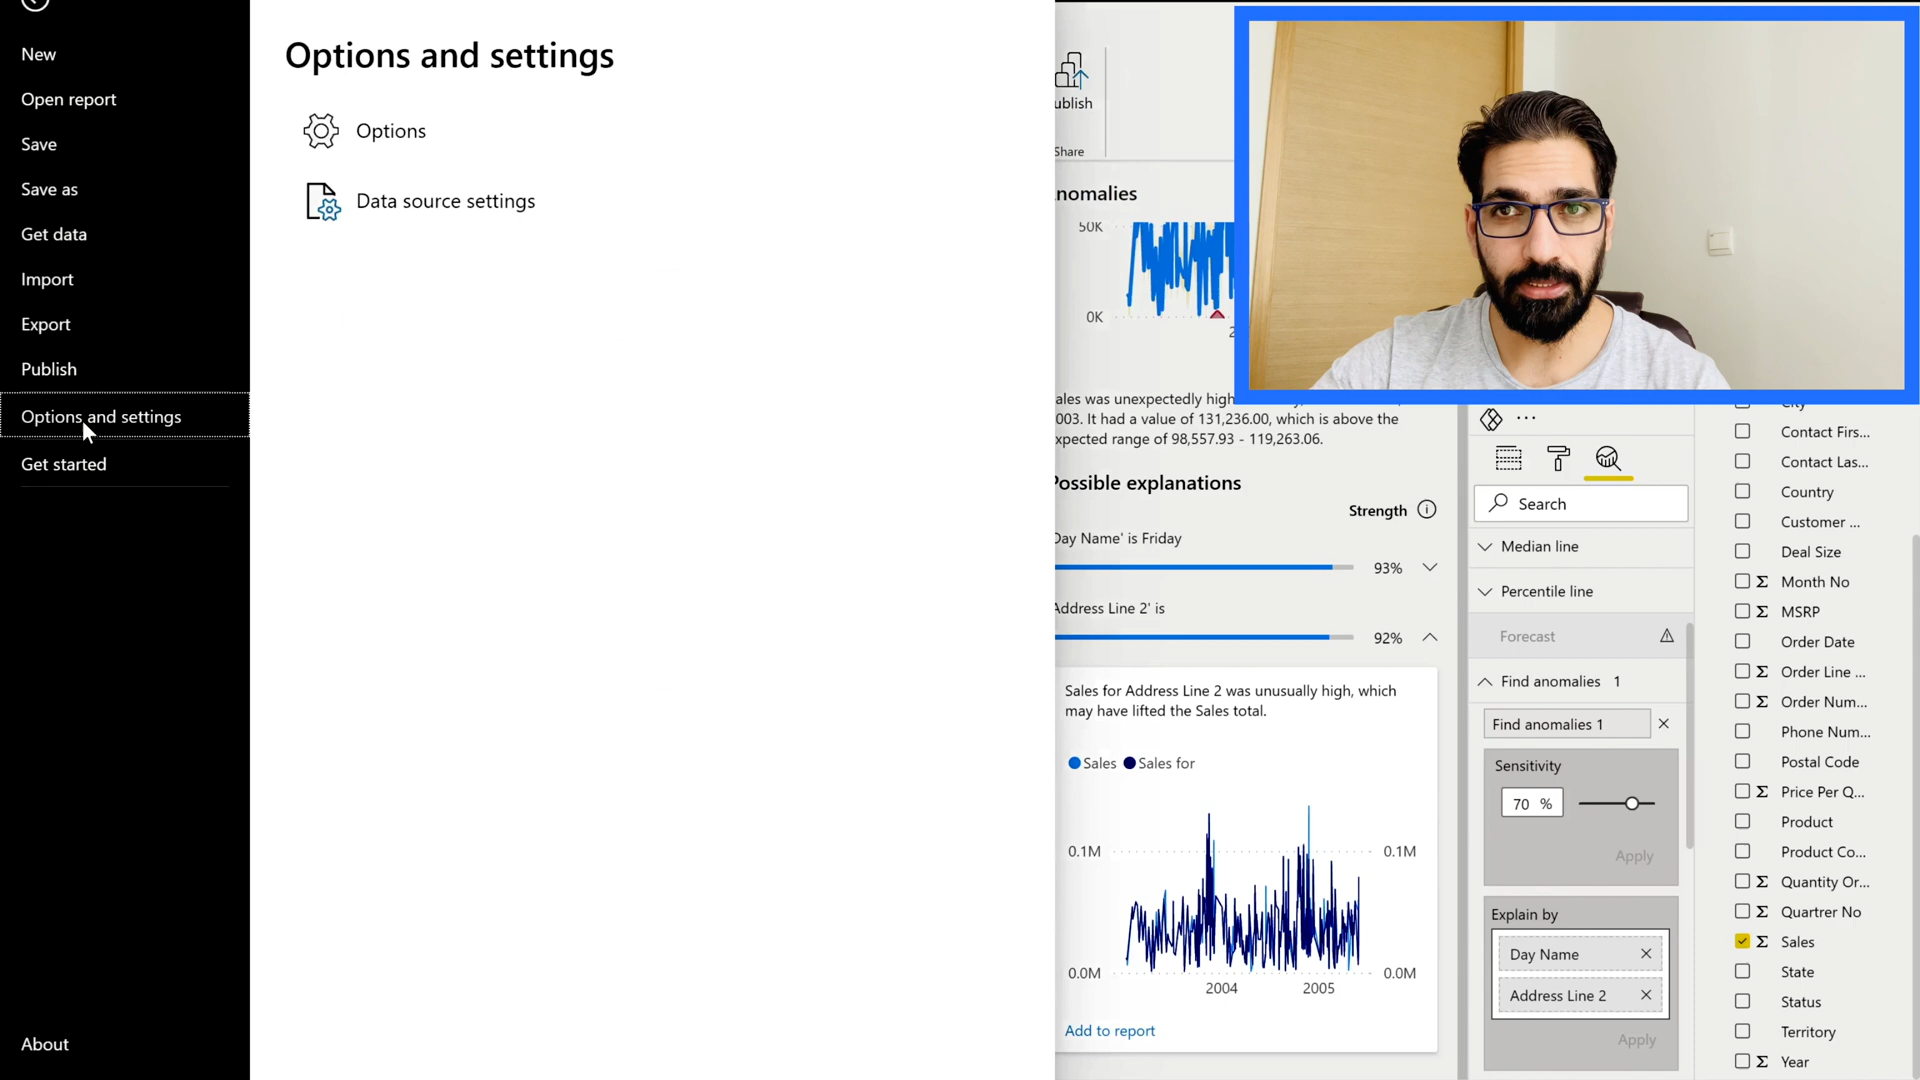 New
Open report
Save
Save as
Get data
Import
Export
Publish
Options and settings
Get started
About
Options and settings
Options
Data source settings
ublish
Share
nomalies
50K
0K
2
ales was unexpectedly high
003. It had a value of 131,236.00, which is above the
xpected range of 98,557.93 - 119,263.06.
Possible explanations
Strength
Day Name' is Friday
93%
Address Line 2' is
92%
Sales for Address Line 2 was unusually high, which
may have lifted the Sales total.
Sales Sales for
0.1M 0.1M
0.0M 0.0M
2004 2005
Add to report
...
Search
Median line
Percentile line
Forecast
Find anomalies 1
Find anomalies 1
Sensitivity
70 %
Apply
Explain by
Day Name
Address Line 2
Apply
City
Contact Firs...
Contact Las...
Country
Customer ...
Deal Size
Σ Month No
Σ MSRP
Order Date
Σ Order Line ...
Σ Order Num...
Phone Num...
Postal Code
Σ Price Per Q...
Product
Product Co...
Σ Quantity Or...
Σ Quartrer No
Σ Sales
State
Status
Territory
Σ Year